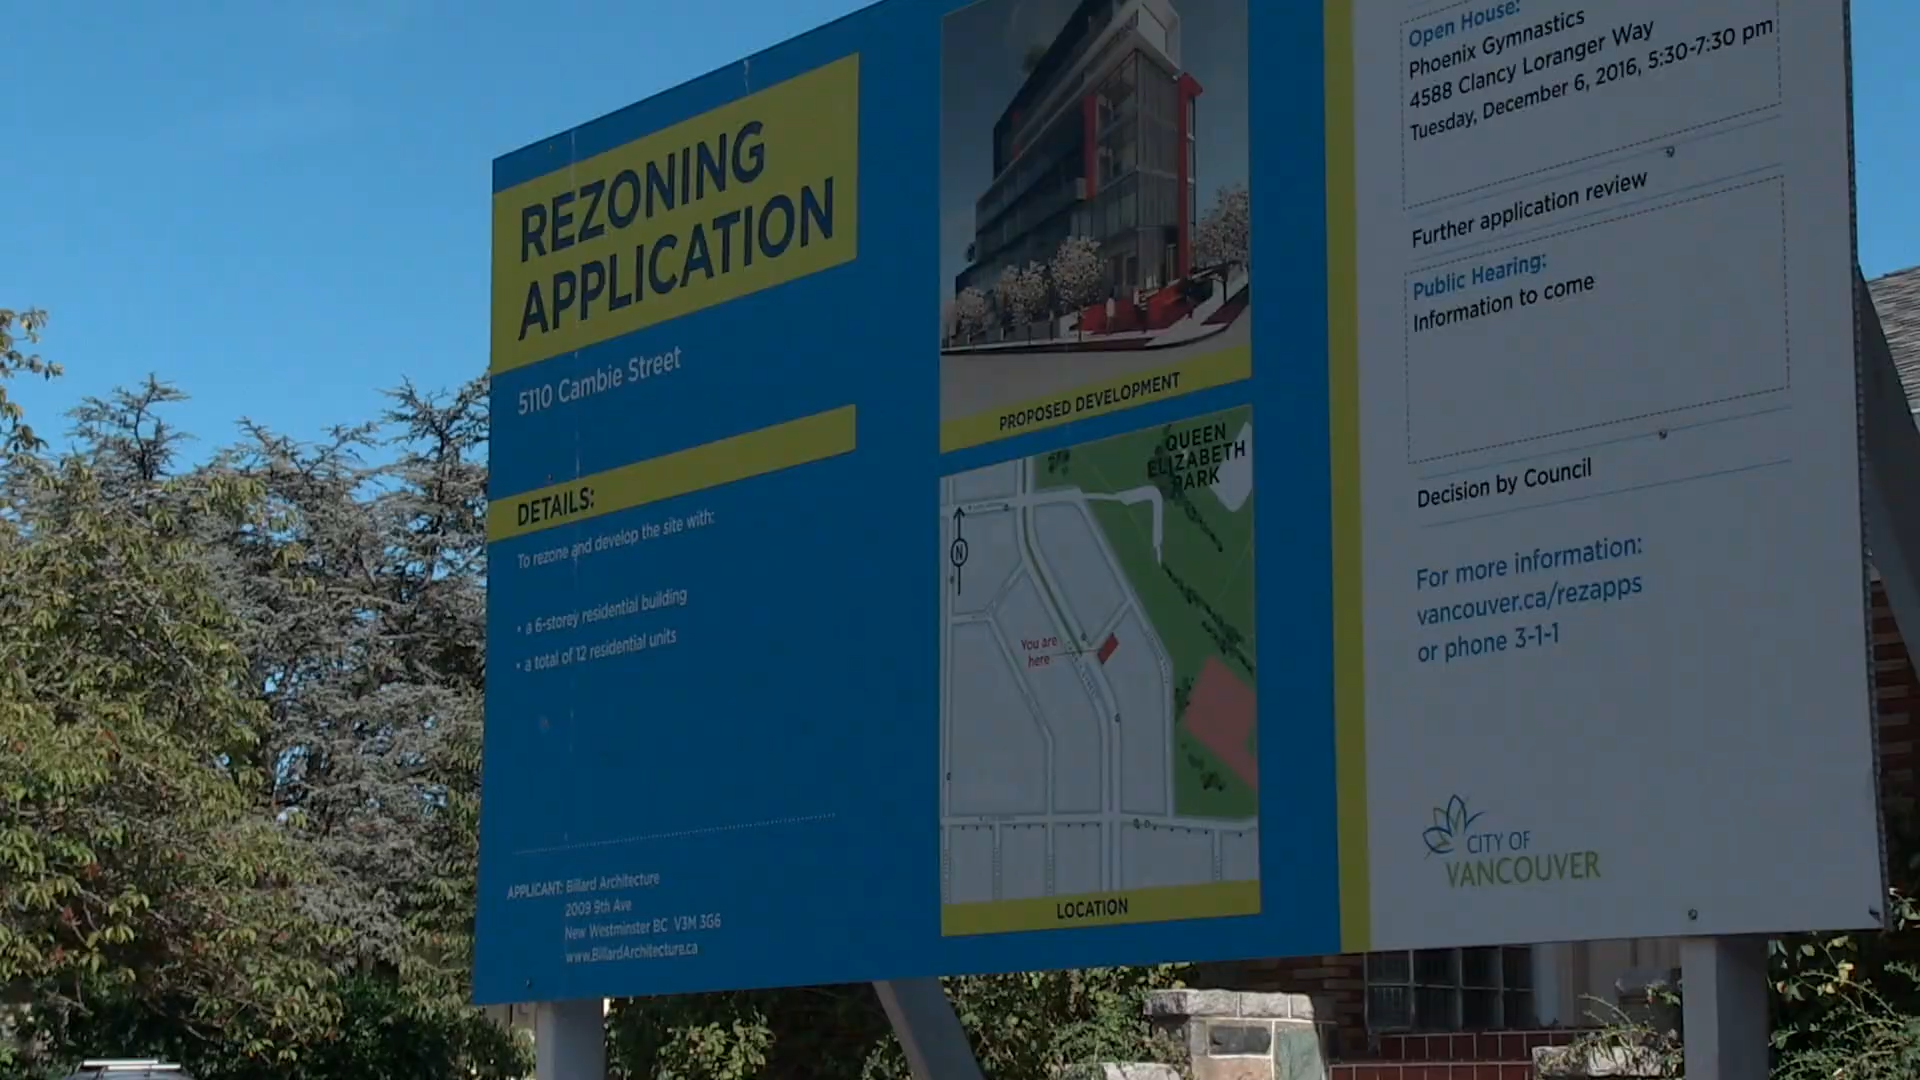 REZONING
APPLICATION
5110 Cambie Street
DETAILS:
To rezone and develop the site with:
• a 6-storey residential building
• a total of 12 residential units
APPLICANT: Billard Architecture
2009 9th Ave
New Westminster BC V3M 3G6
www.BillardArchitecture.ca
PROPOSED DEVELOPMENT
QUEEN
ELIZABETH
PARK
N
You are
here
LOCATION
Open House:
Phoenix Gymnastics
4588 Clancy Loranger Way
Tuesday, December 6, 2016, 5:30-7:30 pm
Further application review
Public Hearing:
Information to come
Decision by Council
For more information:
vancouver.ca/rezapps
or phone 3-1-1
CITY OF
VANCOUVER